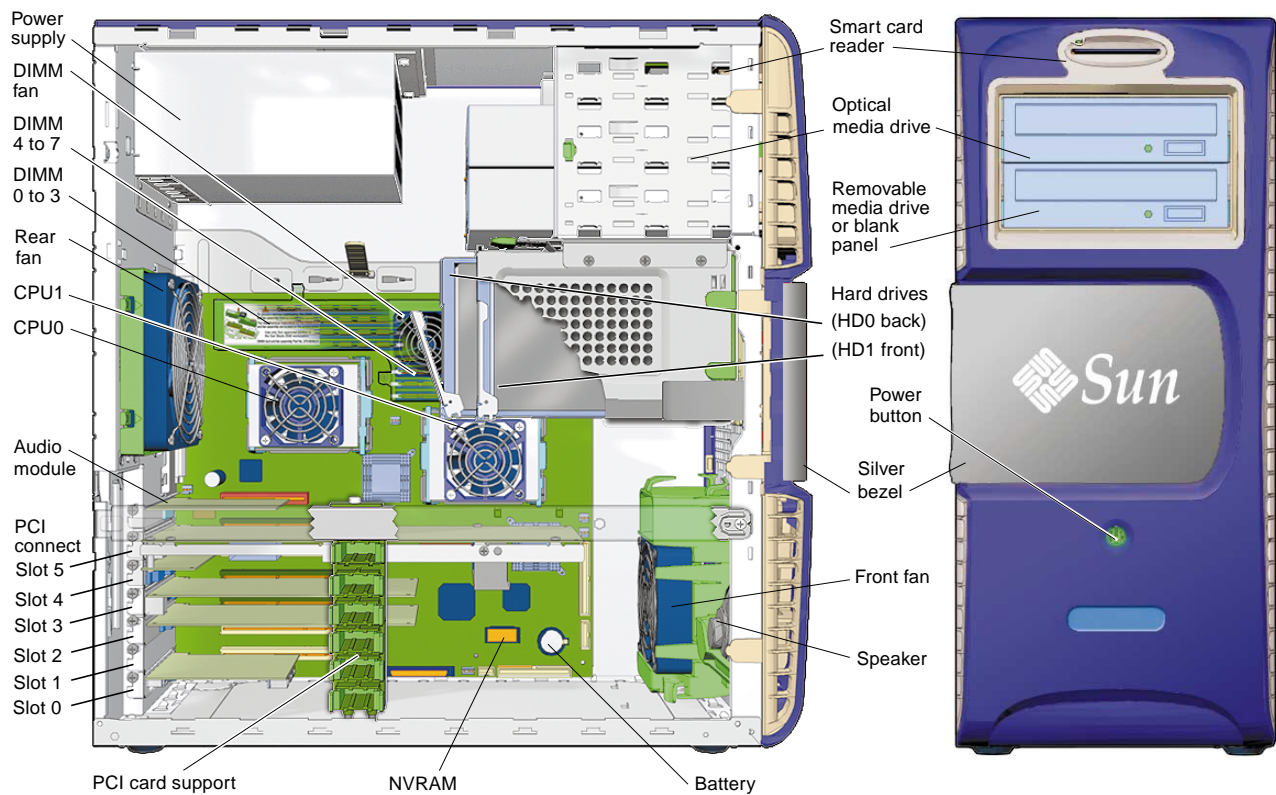 Power
supply
DIMM
fan
DIMM
4 to 7
DIMM
0 to 3
Rear
fan
CPU1
CPU0
Audio
module
PCI
connect
Slot 5
Slot 4
Slot 3
Slot 2
Slot 1
Slot 0
PCI card support
NVRAM
Battery
Smart card
reader
Optical
media drive
Removable
media drive
or blank
panel
Hard drives
(HD0 back)
(HD1 front)
Power
button
Silver
bezel
Front fan
Speaker
Sun